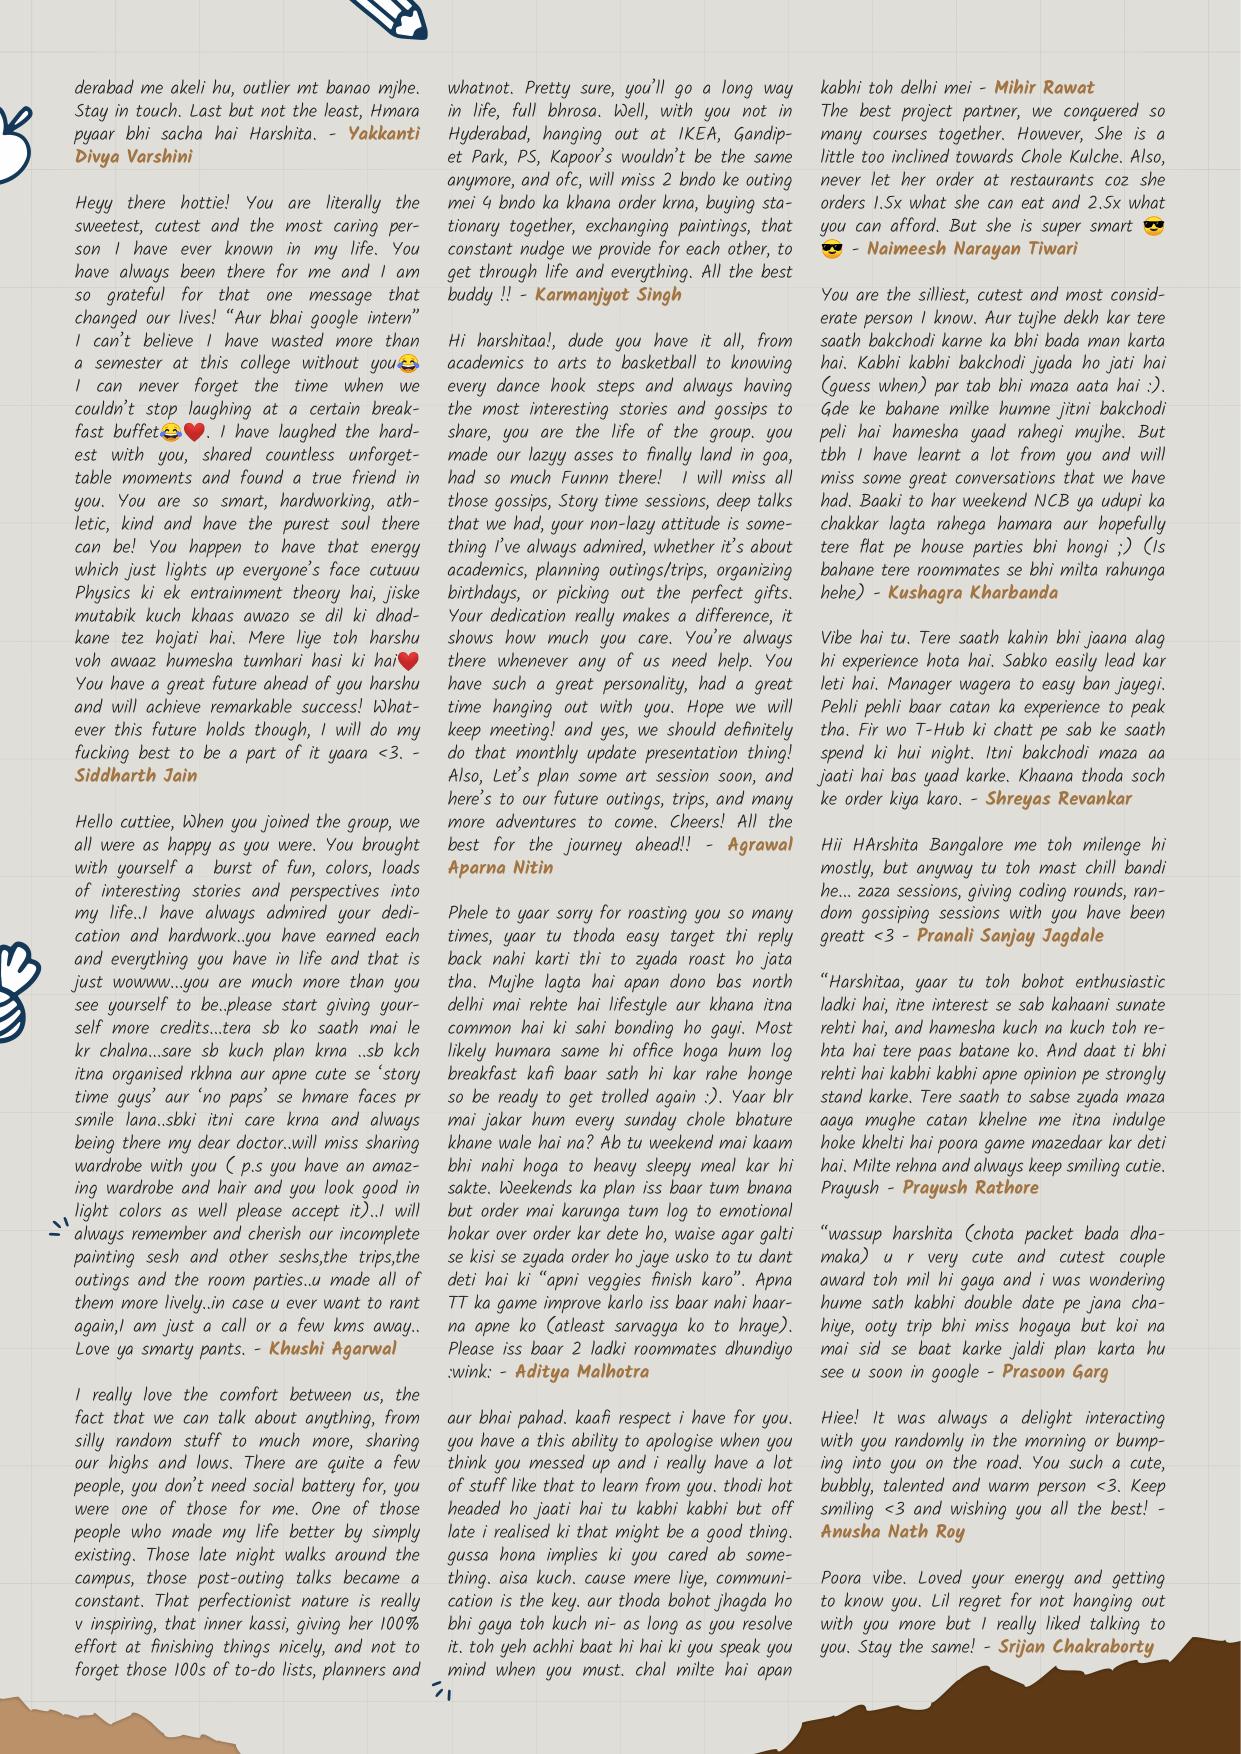 derabad me akeli hu, outlier mt banao mjhe.
Stay in touch. Last but not the least, Hmara
pyaar bhi sacha hai Harshita. - Yakkanti
Divya Varshini

Heyy there hottie! You are literally the
sweetest, cutest and the most caring per-
son I have ever known in my life. You
have always been there for me and I am
so grateful for that one message that
changed our lives! “Aur bhai google intern”
I can’t believe I have wasted more than
a semester at this college without you😂
I can never forget the time when we
couldn’t stop laughing at a certain break-
fast buffet😂❤️. I have laughed the hard-
est with you, shared countless unforget-
table moments and found a true friend in
you. You are so smart, hardworking, ath-
letic, kind and have the purest soul there
can be! You happen to have that energy
which just lights up everyone’s face cutuuu
Physics ki ek entrainment theory hai, jiske
mutabik kuch khaas awazo se dil ki dhad-
kane tez hojati hai. Mere liye toh harshu
voh awaaz humesha tumhari hasi ki hai❤️
You have a great future ahead of you harshu
and will achieve remarkable success! What-
ever this future holds though, I will do my
fucking best to be a part of it yaara <3. -
Siddharth Jain

Hello cuttiee, When you joined the group, we
all were as happy as you were. You brought
with yourself a burst of fun, colors, loads
of interesting stories and perspectives into
my life..I have always admired your dedi-
cation and hardwork..you have earned each
and everything you have in life and that is
just wowww...you are much more than you
see yourself to be..please start giving your-
self more credits...tera sb ko saath mai le
kr chalna...sare sb kuch plan krna ..sb kch
itna organised rkhna aur apne cute se ‘story
time guys’ aur ‘no paps’ se hmare faces pr
smile lana..sbki itni care krna and always
being there my dear doctor..will miss sharing
wardrobe with you ( p.s you have an amaz-
ing wardrobe and hair and you look good in
light colors as well please accept it)..I will
always remember and cherish our incomplete
painting sesh and other seshs,the trips,the
outings and the room parties..u made all of
them more lively..in case u ever want to rant
again,I am just a call or a few kms away..
Love ya smarty pants. - Khushi Agarwal

I really love the comfort between us, the
fact that we can talk about anything, from
silly random stuff to much more, sharing
our highs and lows. There are quite a few
people, you don’t need social battery for, you
were one of those for me. One of those
people who made my life better by simply
existing. Those late night walks around the
campus, those post-outing talks became a
constant. That perfectionist nature is really
v inspiring, that inner kassi, giving her 100%
effort at finishing things nicely, and not to
forget those 100s of to-do lists, planners and
whatnot. Pretty sure, you’ll go a long way
in life, full bhrosa. Well, with you not in
Hyderabad, hanging out at IKEA, Gandip-
et Park, PS, Kapoor’s wouldn’t be the same
anymore, and ofc, will miss 2 bndo ke outing
mei 4 bndo ka khana order krna, buying sta-
tionary together, exchanging paintings, that
constant nudge we provide for each other, to
get through life and everything. All the best
buddy !! - Karmanjyot Singh

Hi harshitaa!, dude you have it all, from
academics to arts to basketball to knowing
every dance hook steps and always having
the most interesting stories and gossips to
share, you are the life of the group. you
made our lazyy asses to finally land in goa,
had so much Funnn there! I will miss all
those gossips, Story time sessions, deep talks
that we had, your non-lazy attitude is some-
thing I’ve always admired, whether it’s about
academics, planning outings/trips, organizing
birthdays, or picking out the perfect gifts.
Your dedication really makes a difference, it
shows how much you care. You’re always
there whenever any of us need help. You
have such a great personality, had a great
time hanging out with you. Hope we will
keep meeting! and yes, we should definitely
do that monthly update presentation thing!
Also, Let’s plan some art session soon, and
here’s to our future outings, trips, and many
more adventures to come. Cheers! All the
best for the journey ahead!! - Agrawal
Aparna Nitin

Phele to yaar sorry for roasting you so many
times, yaar tu thoda easy target thi reply
back nahi karti thi to zyada roast ho jata
tha. Mujhe lagta hai apan dono bas north
delhi mai rehte hai lifestyle aur khana itna
common hai ki sahi bonding ho gayi. Most
likely humara same hi office hoga hum log
breakfast kafi baar sath hi kar rahe honge
so be ready to get trolled again :). Yaar blr
mai jakar hum every sunday chole bhature
khane wale hai na? Ab tu weekend mai kaam
bhi nahi hoga to heavy sleepy meal kar hi
sakte. Weekends ka plan iss baar tum bnana
but order mai karunga tum log to emotional
hokar over order kar dete ho, waise agar galti
se kisi se zyada order ho jaye usko to tu dant
deti hai ki “apni veggies finish karo”. Apna
TT ka game improve karlo iss baar nahi haar-
na apne ko (atleast sarvagya ko to hraye).
Please iss baar 2 ladki roommates dhundiyo
:wink: - Aditya Malhotra

aur bhai pahad. kaafi respect i have for you.
you have a this ability to apologise when you
think you messed up and i really have a lot
of stuff like that to learn from you. thodi hot
headed ho jaati hai tu kabhi kabhi but off
late i realised ki that might be a good thing.
gussa hona implies ki you cared ab some-
thing. aisa kuch. cause mere liye, communi-
cation is the key. aur thoda bohot jhagda ho
bhi gaya toh kuch ni- as long as you resolve
it. toh yeh achhi baat hi hai ki you speak you
mind when you must. chal milte hai apan
kabhi toh delhi mei - Mihir Rawat
The best project partner, we conquered so
many courses together. However, She is a
little too inclined towards Chole Kulche. Also,
never let her order at restaurants coz she
orders 1.5x what she can eat and 2.5x what
you can afford. But she is super smart 😎
😎 - Naimeesh Narayan Tiwari

You are the silliest, cutest and most consid-
erate person I know. Aur tujhe dekh kar tere
saath bakchodi karne ka bhi bada man karta
hai. Kabhi kabhi bakchodi jyada ho jati hai
(guess when) par tab bhi maza aata hai :).
Gde ke bahane milke humne jitni bakchodi
peli hai hamesha yaad rahegi mujhe. But
tbh I have learnt a lot from you and will
miss some great conversations that we have
had. Baaki to har weekend NCB ya udupi ka
chakkar lagta rahega hamara aur hopefully
tere flat pe house parties bhi hongi ;) (Is
bahane tere roommates se bhi milta rahunga
hehe) - Kushagra Kharbanda

Vibe hai tu. Tere saath kahin bhi jaana alag
hi experience hota hai. Sabko easily lead kar
leti hai. Manager wagera to easy ban jayegi.
Pehli pehli baar catan ka experience to peak
tha. Fir wo T-Hub ki chatt pe sab ke saath
spend ki hui night. Itni bakchodi maza aa
jaati hai bas yaad karke. Khaana thoda soch
ke order kiya karo. - Shreyas Revankar

Hii HArshita Bangalore me toh milenge hi
mostly, but anyway tu toh mast chill bandi
he... zaza sessions, giving coding rounds, ran-
dom gossiping sessions with you have been
greatt <3 - Pranali Sanjay Jagdale

“Harshitaa, yaar tu toh bohot enthusiastic
ladki hai, itne interest se sab kahaani sunate
rehti hai, and hamesha kuch na kuch toh re-
hta hai tere paas batane ko. And daat ti bhi
rehti hai kabhi kabhi apne opinion pe strongly
stand karke. Tere saath to sabse zyada maza
aaya mughe catan khelne me itna indulge
hoke khelti hai poora game mazedaar kar deti
hai. Milte rehna and always keep smiling cutie.
Prayush - Prayush Rathore

“wassup harshita (chota packet bada dha-
maka) u r very cute and cutest couple
award toh mil hi gaya and i was wondering
hume sath kabhi double date pe jana cha-
hiye, ooty trip bhi miss hogaya but koi na
mai sid se baat karke jaldi plan karta hu
see u soon in google - Prasoon Garg

Hiee! It was always a delight interacting
with you randomly in the morning or bump-
ing into you on the road. You such a cute,
bubbly, talented and warm person <3. Keep
smiling <3 and wishing you all the best! -
Anusha Nath Roy

Poora vibe. Loved your energy and getting
to know you. Lil regret for not hanging out
with you more but I really liked talking to
you. Stay the same! - Srijan Chakraborty